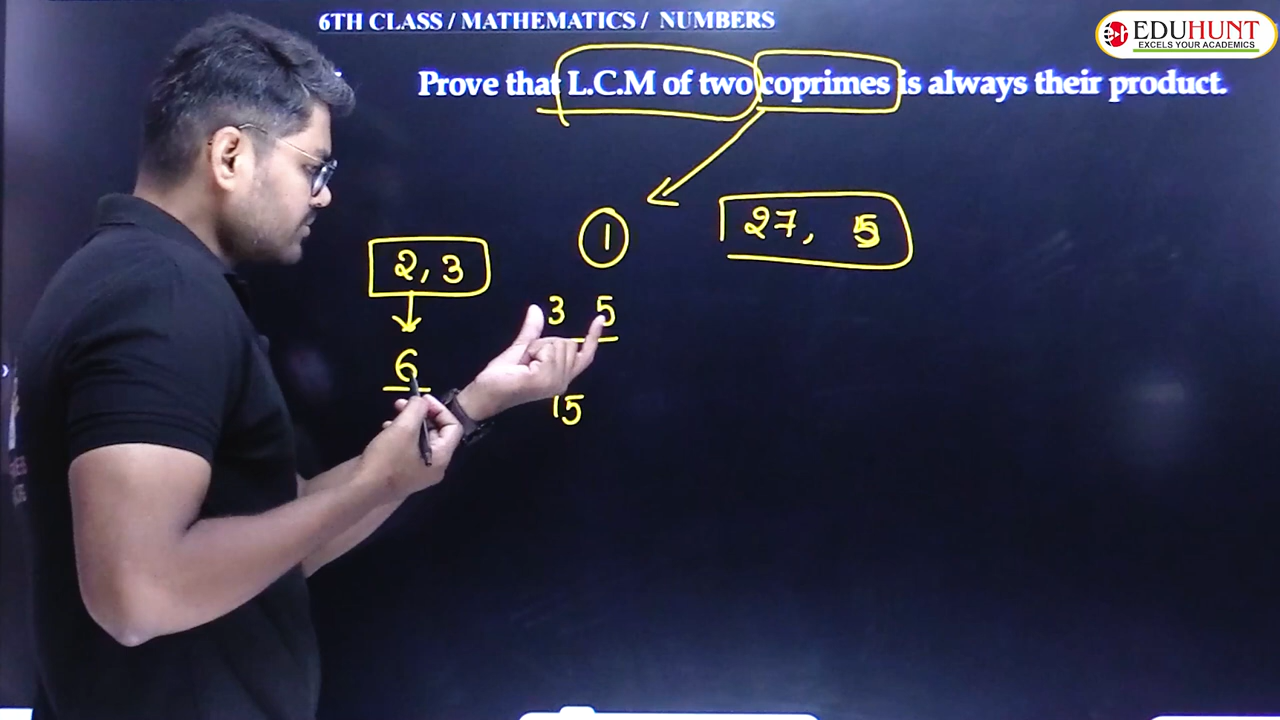 6TH CLASS / MATHEMATICS / NUMBERS
EDUHUNT
EXCELS YOUR ACADEMICS
Prove that L.C.M of two coprimes is always their product.
1
27, 5
2, 3
3 5
6
15